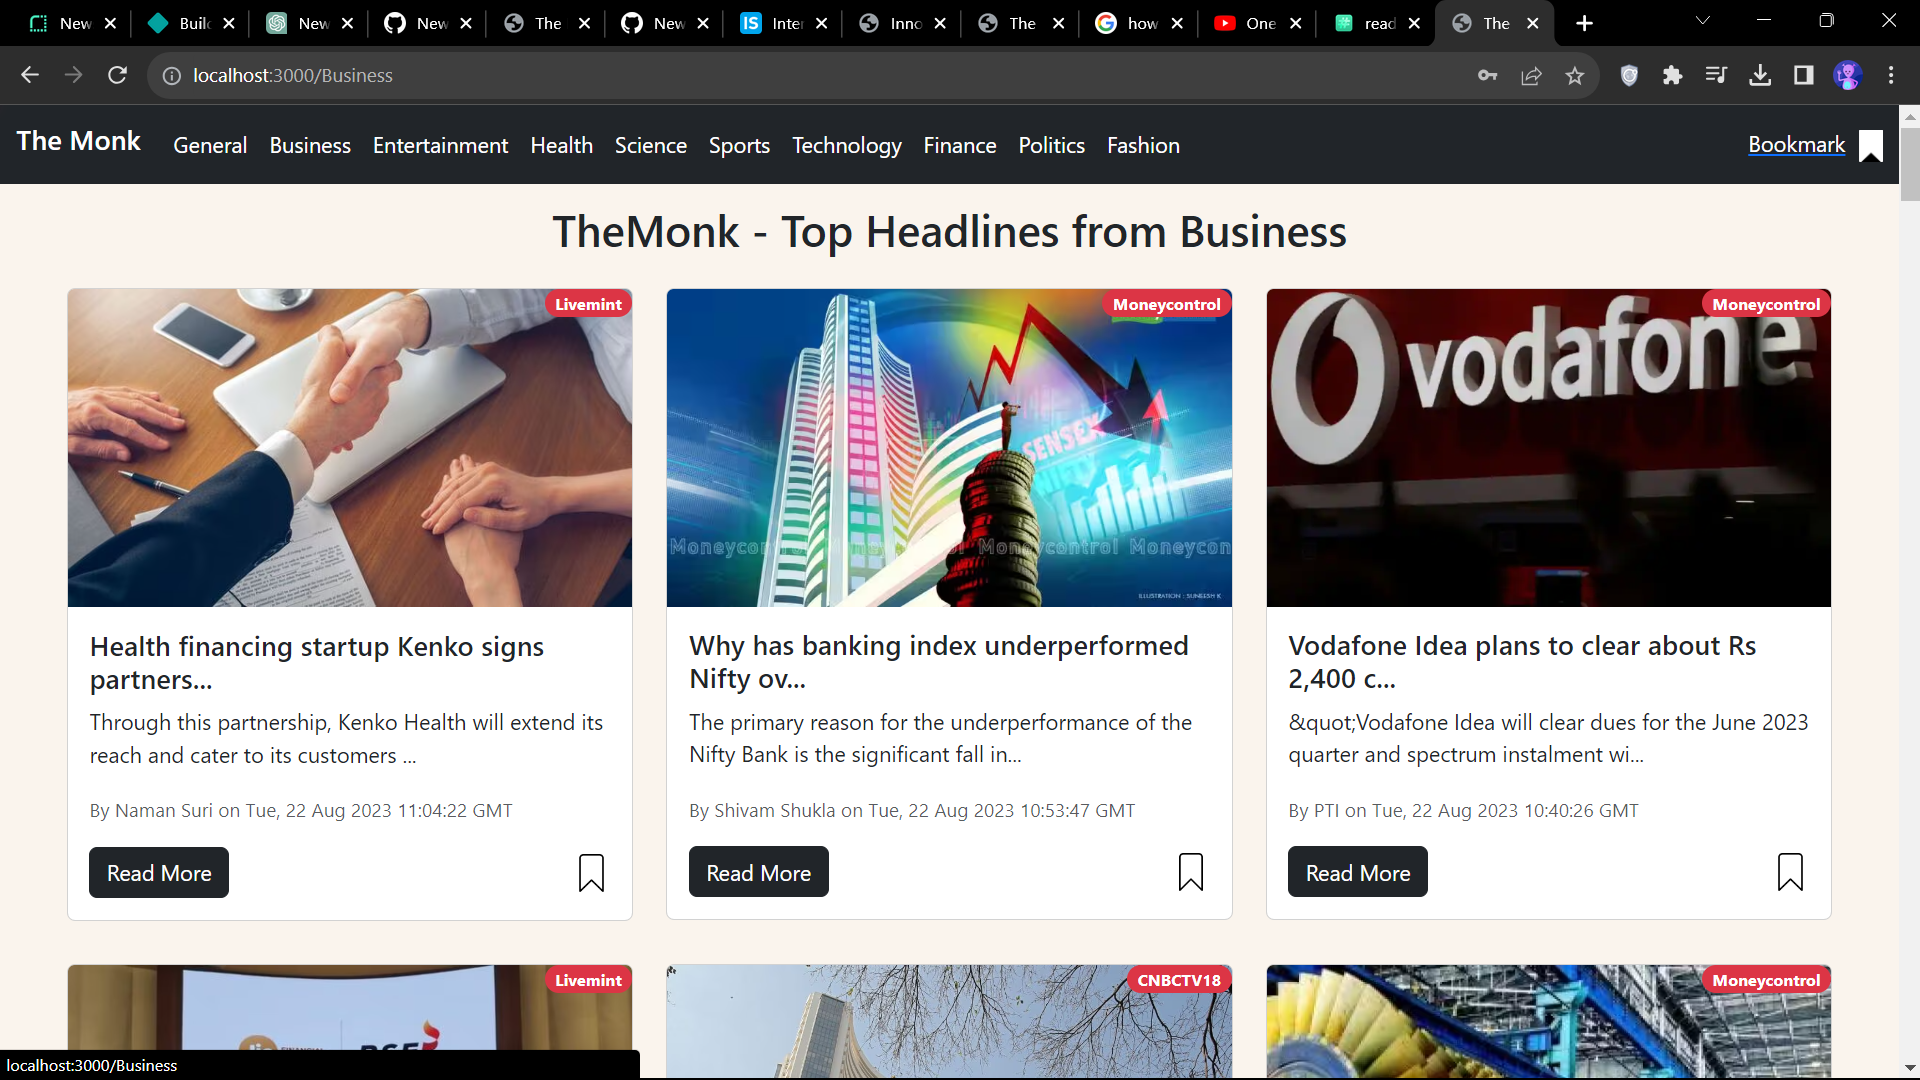 New
Build
New
New
The
New
Inter
Inno
The
how
One
read
The
localhost:3000/Business
The Monk
General
Business
Entertainment
Health
Science
Sports
Technology
Finance
Politics
Fashion
Bookmark
TheMonk - Top Headlines from Business
Livemint
Health financing startup Kenko signs
partners...
Through this partnership, Kenko Health will extend its
reach and cater to its customers ...
By Naman Suri on Tue, 22 Aug 2023 11:04:22 GMT
Read More
Moneycontrol
SENSEX
Moneycontrol Moneycontrol Moneycontrol Moneycon
ILLUSTRATION : SUNEESH K
Why has banking index underperformed
Nifty ov...
The primary reason for the underperformance of the
Nifty Bank is the significant fall in...
By Shivam Shukla on Tue, 22 Aug 2023 10:53:47 GMT
Read More
Moneycontrol
vodafone
Vodafone Idea plans to clear about Rs
2,400 c...
&quot;Vodafone Idea will clear dues for the June 2023
quarter and spectrum instalment wi...
By PTI on Tue, 22 Aug 2023 10:40:26 GMT
Read More
Livemint
CNBCTV18
Moneycontrol
localhost:3000/Business